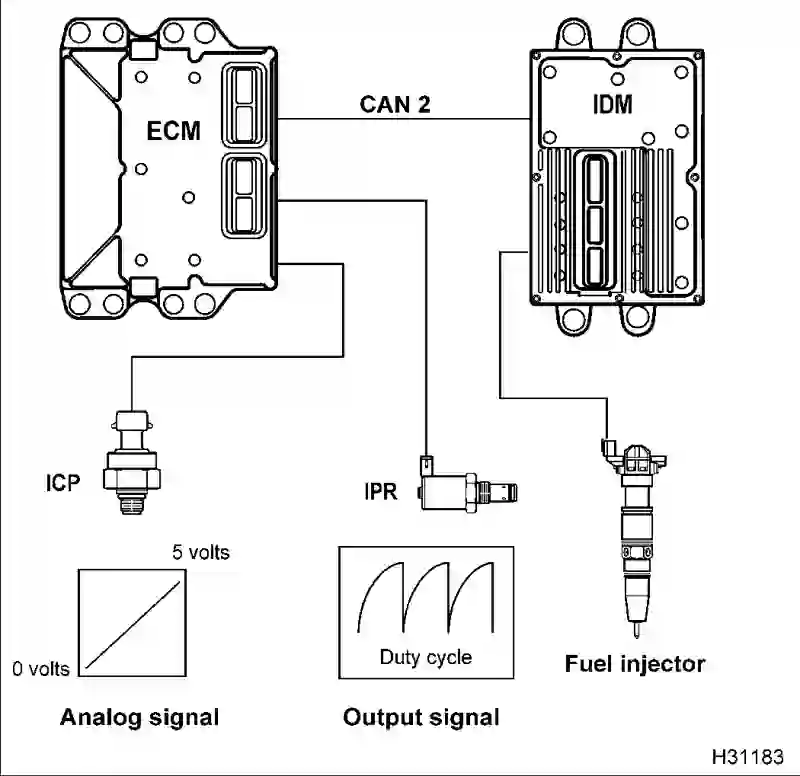 CAN 2
ECM
IDM
ICP
IPR
5 volts
0 volts
Duty cycle
Fuel injector
Analog signal
Output signal
H31183